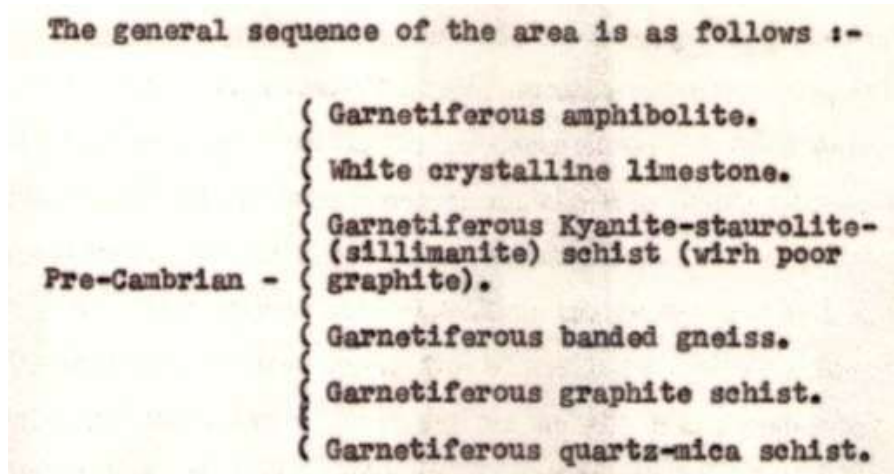 The general sequence of the area is as follows :-
( Garnetiferous amphibolite.
( White crystalline limestone.
( Garnetiferous Kyanite-staurolite-
( (sillimanite) schist (wirh poor
Pre-Cambrian - ( graphite).
( Garnetiferous banded gneiss.
( Garnetiferous graphite schist.
( Garnetiferous quartz-mica schist.